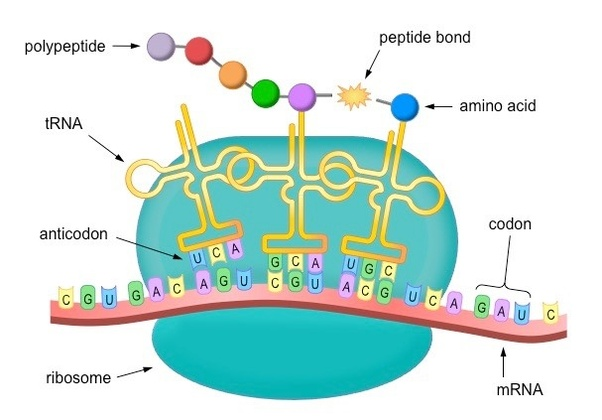 peptide bond
polypeptide
amino acid
tRNA
anticodon
codon
U C A G C A U G C
C G U G A C A G U C G U A C G U C A G A U C
ribosome
mRNA